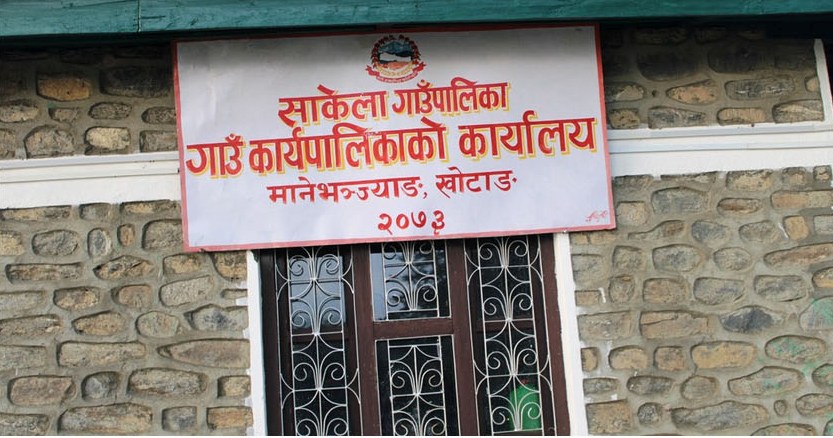 साकेला गाउँपालिका
गाउँ कार्यपालिकाको कार्यालय
मानेभञ्ज्याङ, खोटाङ
२०७३